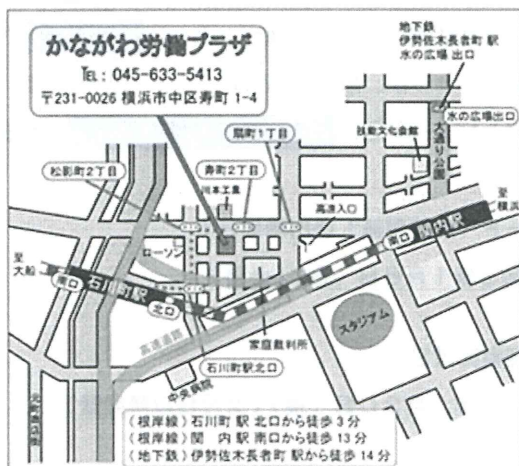 かながわ労働プラザ
TEL: 045-633-5413
〒231-0026 横浜市中区寿町 1-4
地下鉄
伊勢佐木長者町 駅
水の広場 出口
水の広場出口
大通り公園
技能文化会館
扇町1丁目
松影町2丁目
寿町2丁目
川本工業
高速入口
至
横浜
関内駅
南口
ローソン
至
大船
南口
石川町駅
北口
スタジアム
家庭裁判所
高速道路
石川町駅北口
中央病院
元町商店街
(根岸線) 石川町 駅 北口から徒歩 3 分
(根岸線) 関 内 駅 南口から徒歩 13 分
(地下鉄) 伊勢佐木長者町 駅から徒歩 14 分